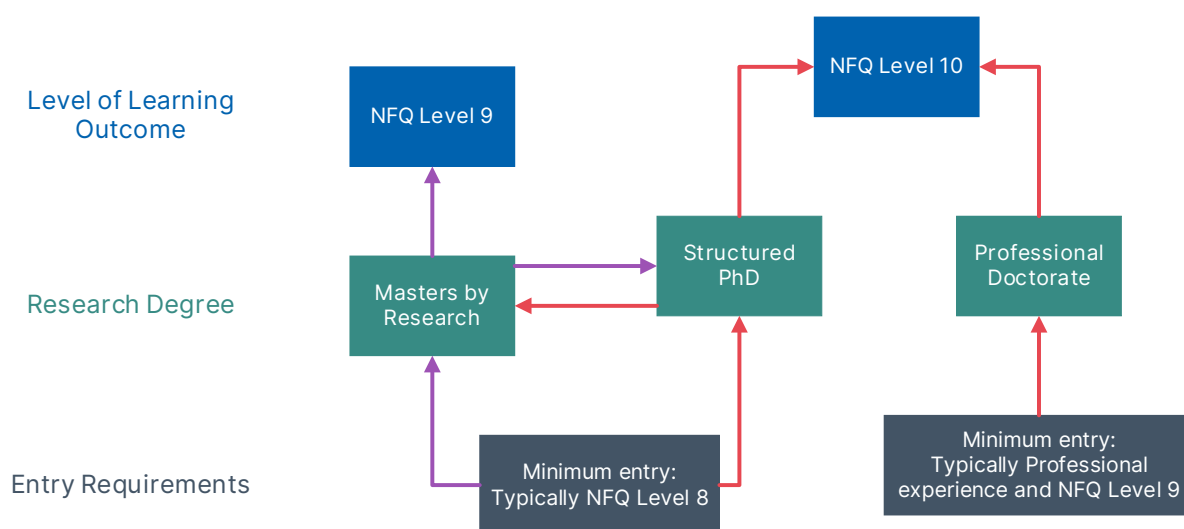 Level of Learning
Outcome
NFQ Level 9
NFQ Level 10
Research Degree
Masters by
Research
Structured
PhD
Professional
Doctorate
Entry Requirements
Minimum entry:
Typically NFQ Level 8
Minimum entry:
Typically Professional
experience and NFQ Level 9